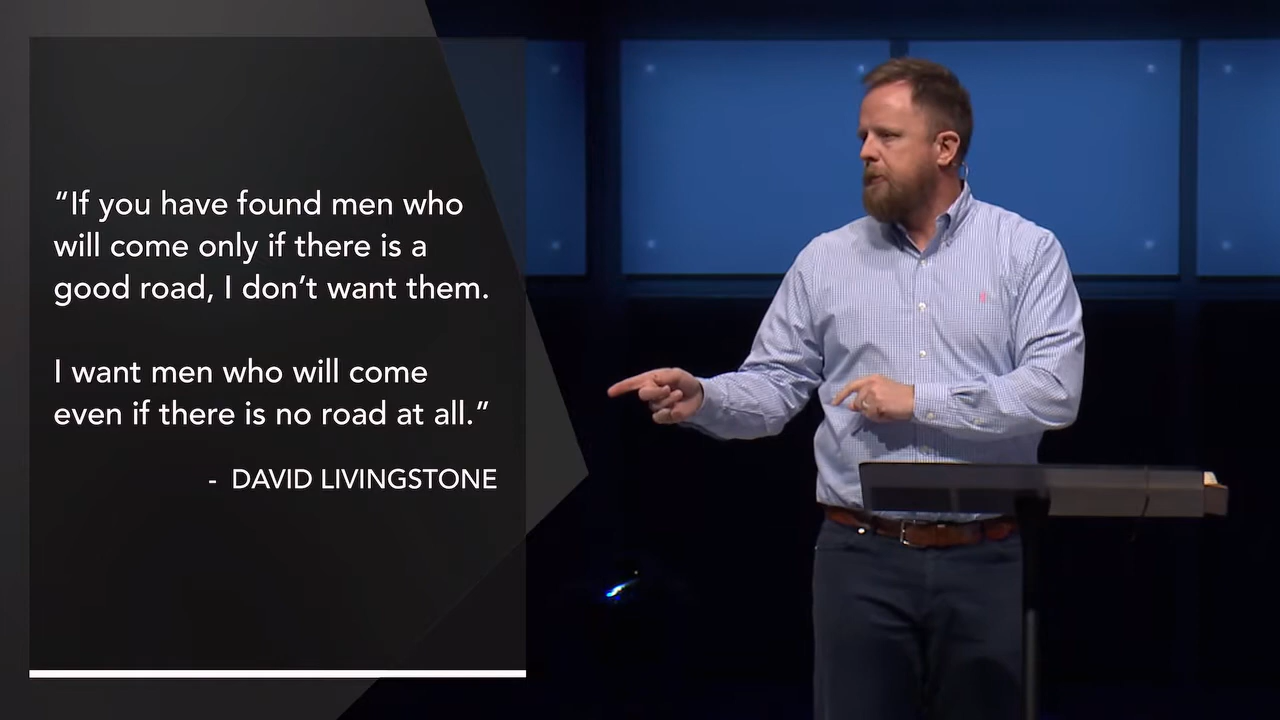 “If you have found men who
will come only if there is a
good road, I don’t want them.
I want men who will come
even if there is no road at all.”
- DAVID LIVINGSTONE